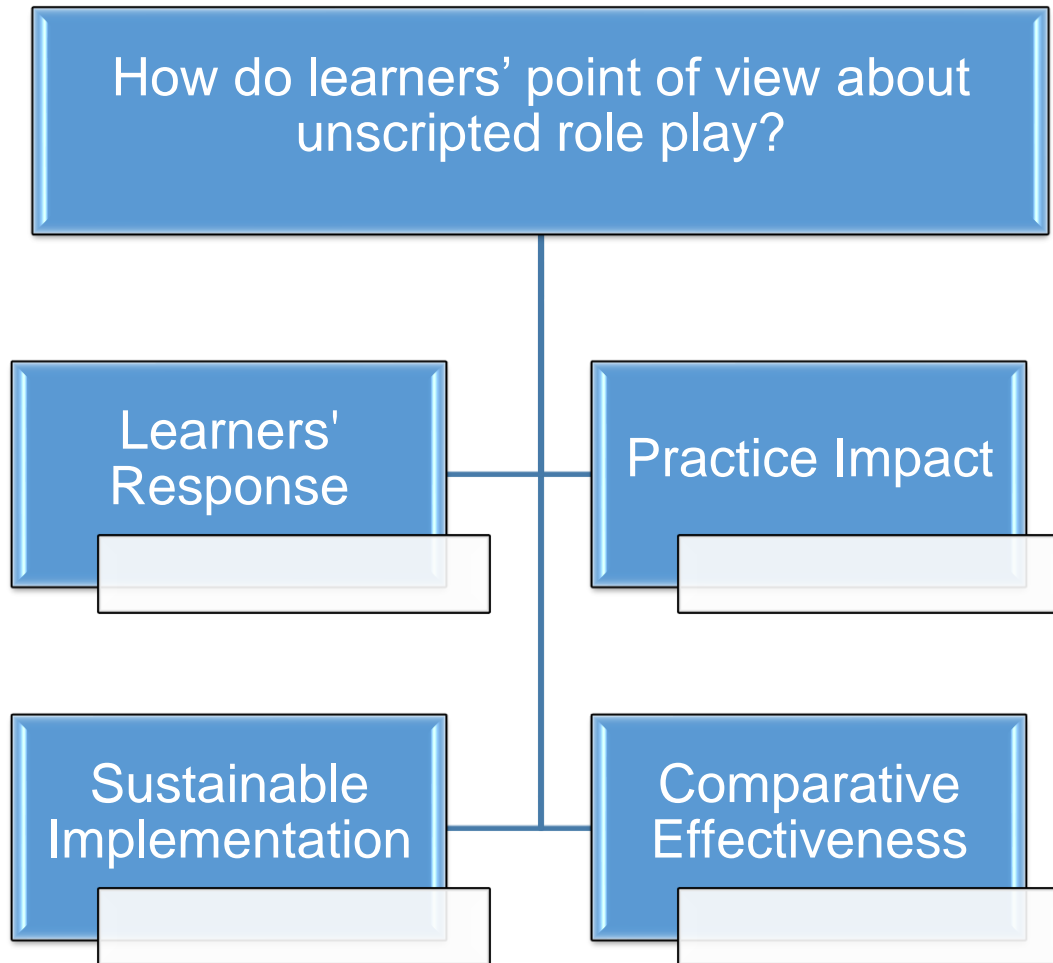 How do learners’ point of view about
unscripted role play?
Learners'
Response
Practice Impact
Sustainable
Implementation
Comparative
Effectiveness